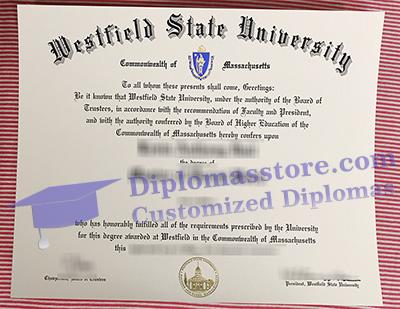 Westfield State University
Commonwealth of Massachusetts
To all whom these presents shall come, Greetings:
Be it known that Westfield State University, under the authority of the Board of
Trustees, in accordance with the recommendation of Faculty and President,
and with the authority conferred by the Board of Higher Education of the
Commonwealth of Massachusetts hereby confers upon
the degree of
Diplomasstore.com
Customized Diplomas
who has honorably fulfilled all of the requirements prescribed by the University
for this degree awarded at Westfield in the Commonwealth of Massachusetts
this
President, Westfield State University